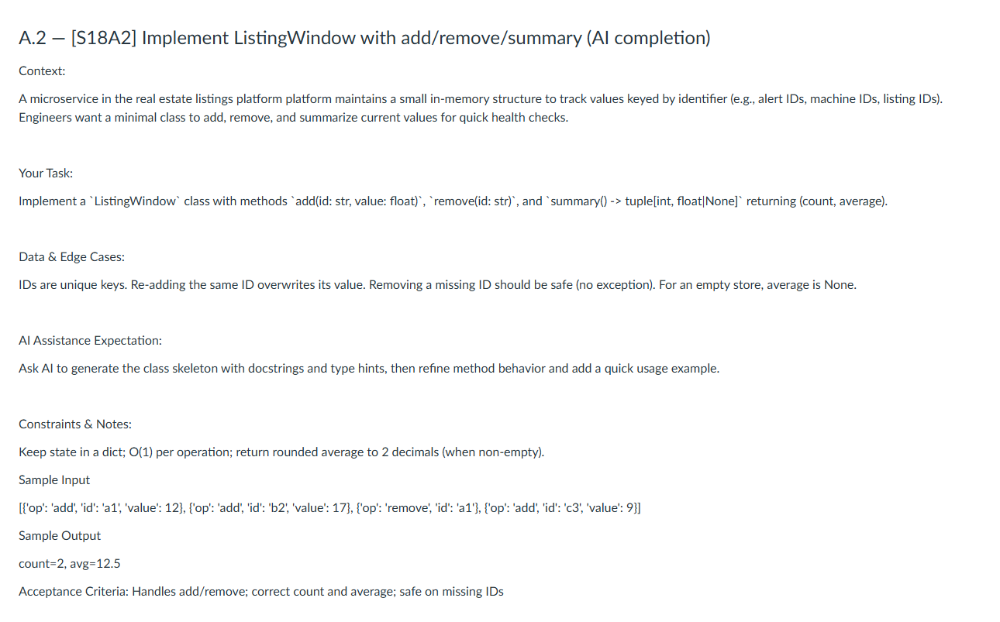 A.2 — [S18A2] Implement ListingWindow with add/remove/summary (AI completion)
Context:
A microservice in the real estate listings platform platform maintains a small in-memory structure to track values keyed by identifier (e.g., alert IDs, machine IDs, listing IDs).
Engineers want a minimal class to add, remove, and summarize current values for quick health checks.
Your Task:
Implement a `ListingWindow` class with methods `add(id: str, value: float)`, `remove(id: str)`, and `summary() -> tuple[int, float|None]` returning (count, average).
Data & Edge Cases:
IDs are unique keys. Re-adding the same ID overwrites its value. Removing a missing ID should be safe (no exception). For an empty store, average is None.
AI Assistance Expectation:
Ask AI to generate the class skeleton with docstrings and type hints, then refine method behavior and add a quick usage example.
Constraints & Notes:
Keep state in a dict; O(1) per operation; return rounded average to 2 decimals (when non-empty).
Sample Input
[{'op': 'add', 'id': 'a1', 'value': 12}, {'op': 'add', 'id': 'b2', 'value': 17}, {'op': 'remove', 'id': 'a1'}, {'op': 'add', 'id': 'c3', 'value': 9}]
Sample Output
count=2, avg=12.5
Acceptance Criteria: Handles add/remove; correct count and average; safe on missing IDs